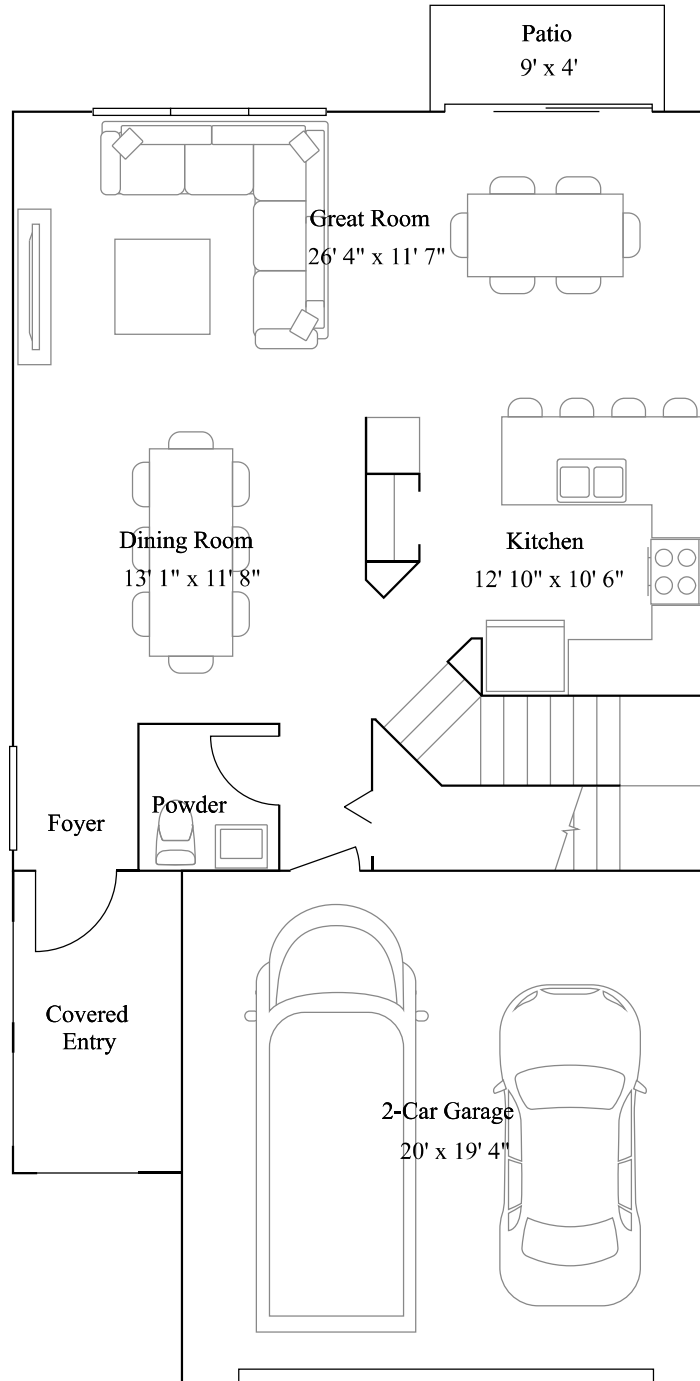 Patio
9' x 4'
Great Room
26' 4" x 11' 7"
Dining Room
13' 1" x 11' 8"
Kitchen
12' 10" x 10' 6"
Powder
Foyer
Covered
Entry
2-Car Garage
20' x 19' 4"